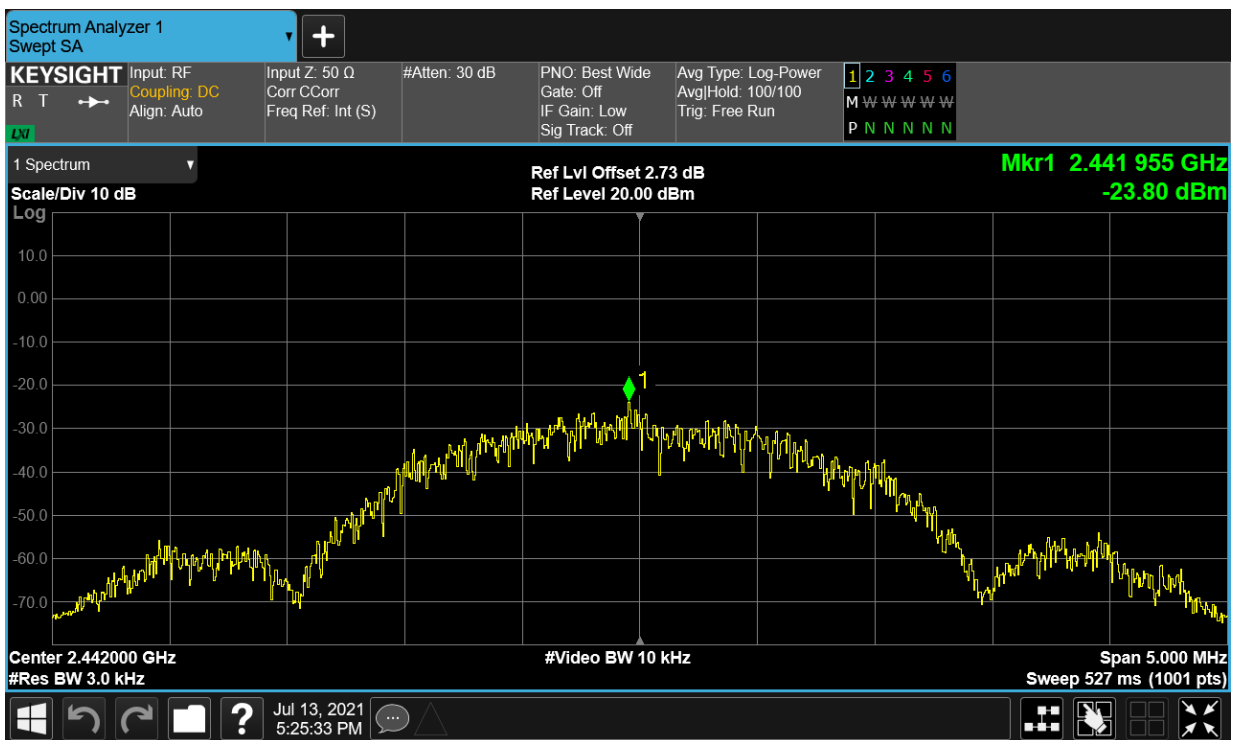 Spectrum Analyzer 1
Swept SA
+
KEYSIGHT
R T
LXI
Input: RF
Coupling: DC
Align: Auto
Input Z: 50 Ω
Corr CCorr
Freq Ref: Int (S)
#Atten: 30 dB
PNO: Best Wide
Gate: Off
IF Gain: Low
Sig Track: Off
Avg Type: Log-Power
Avg|Hold: 100/100
Trig: Free Run
1 2 3 4 5 6
M W W W W W
P N N N N N
1 Spectrum
Scale/Div 10 dB
Ref Lvl Offset 2.73 dB
Ref Level 20.00 dBm
Mkr1 2.441 955 GHz
-23.80 dBm
Log
10.0
0.00
-10.0
-20.0
-30.0
-40.0
-50.0
-60.0
-70.0
1
Center 2.442000 GHz
#Res BW 3.0 kHz
#Video BW 10 kHz
Span 5.000 MHz
Sweep 527 ms (1001 pts)
?
Jul 13, 2021
5:25:33 PM